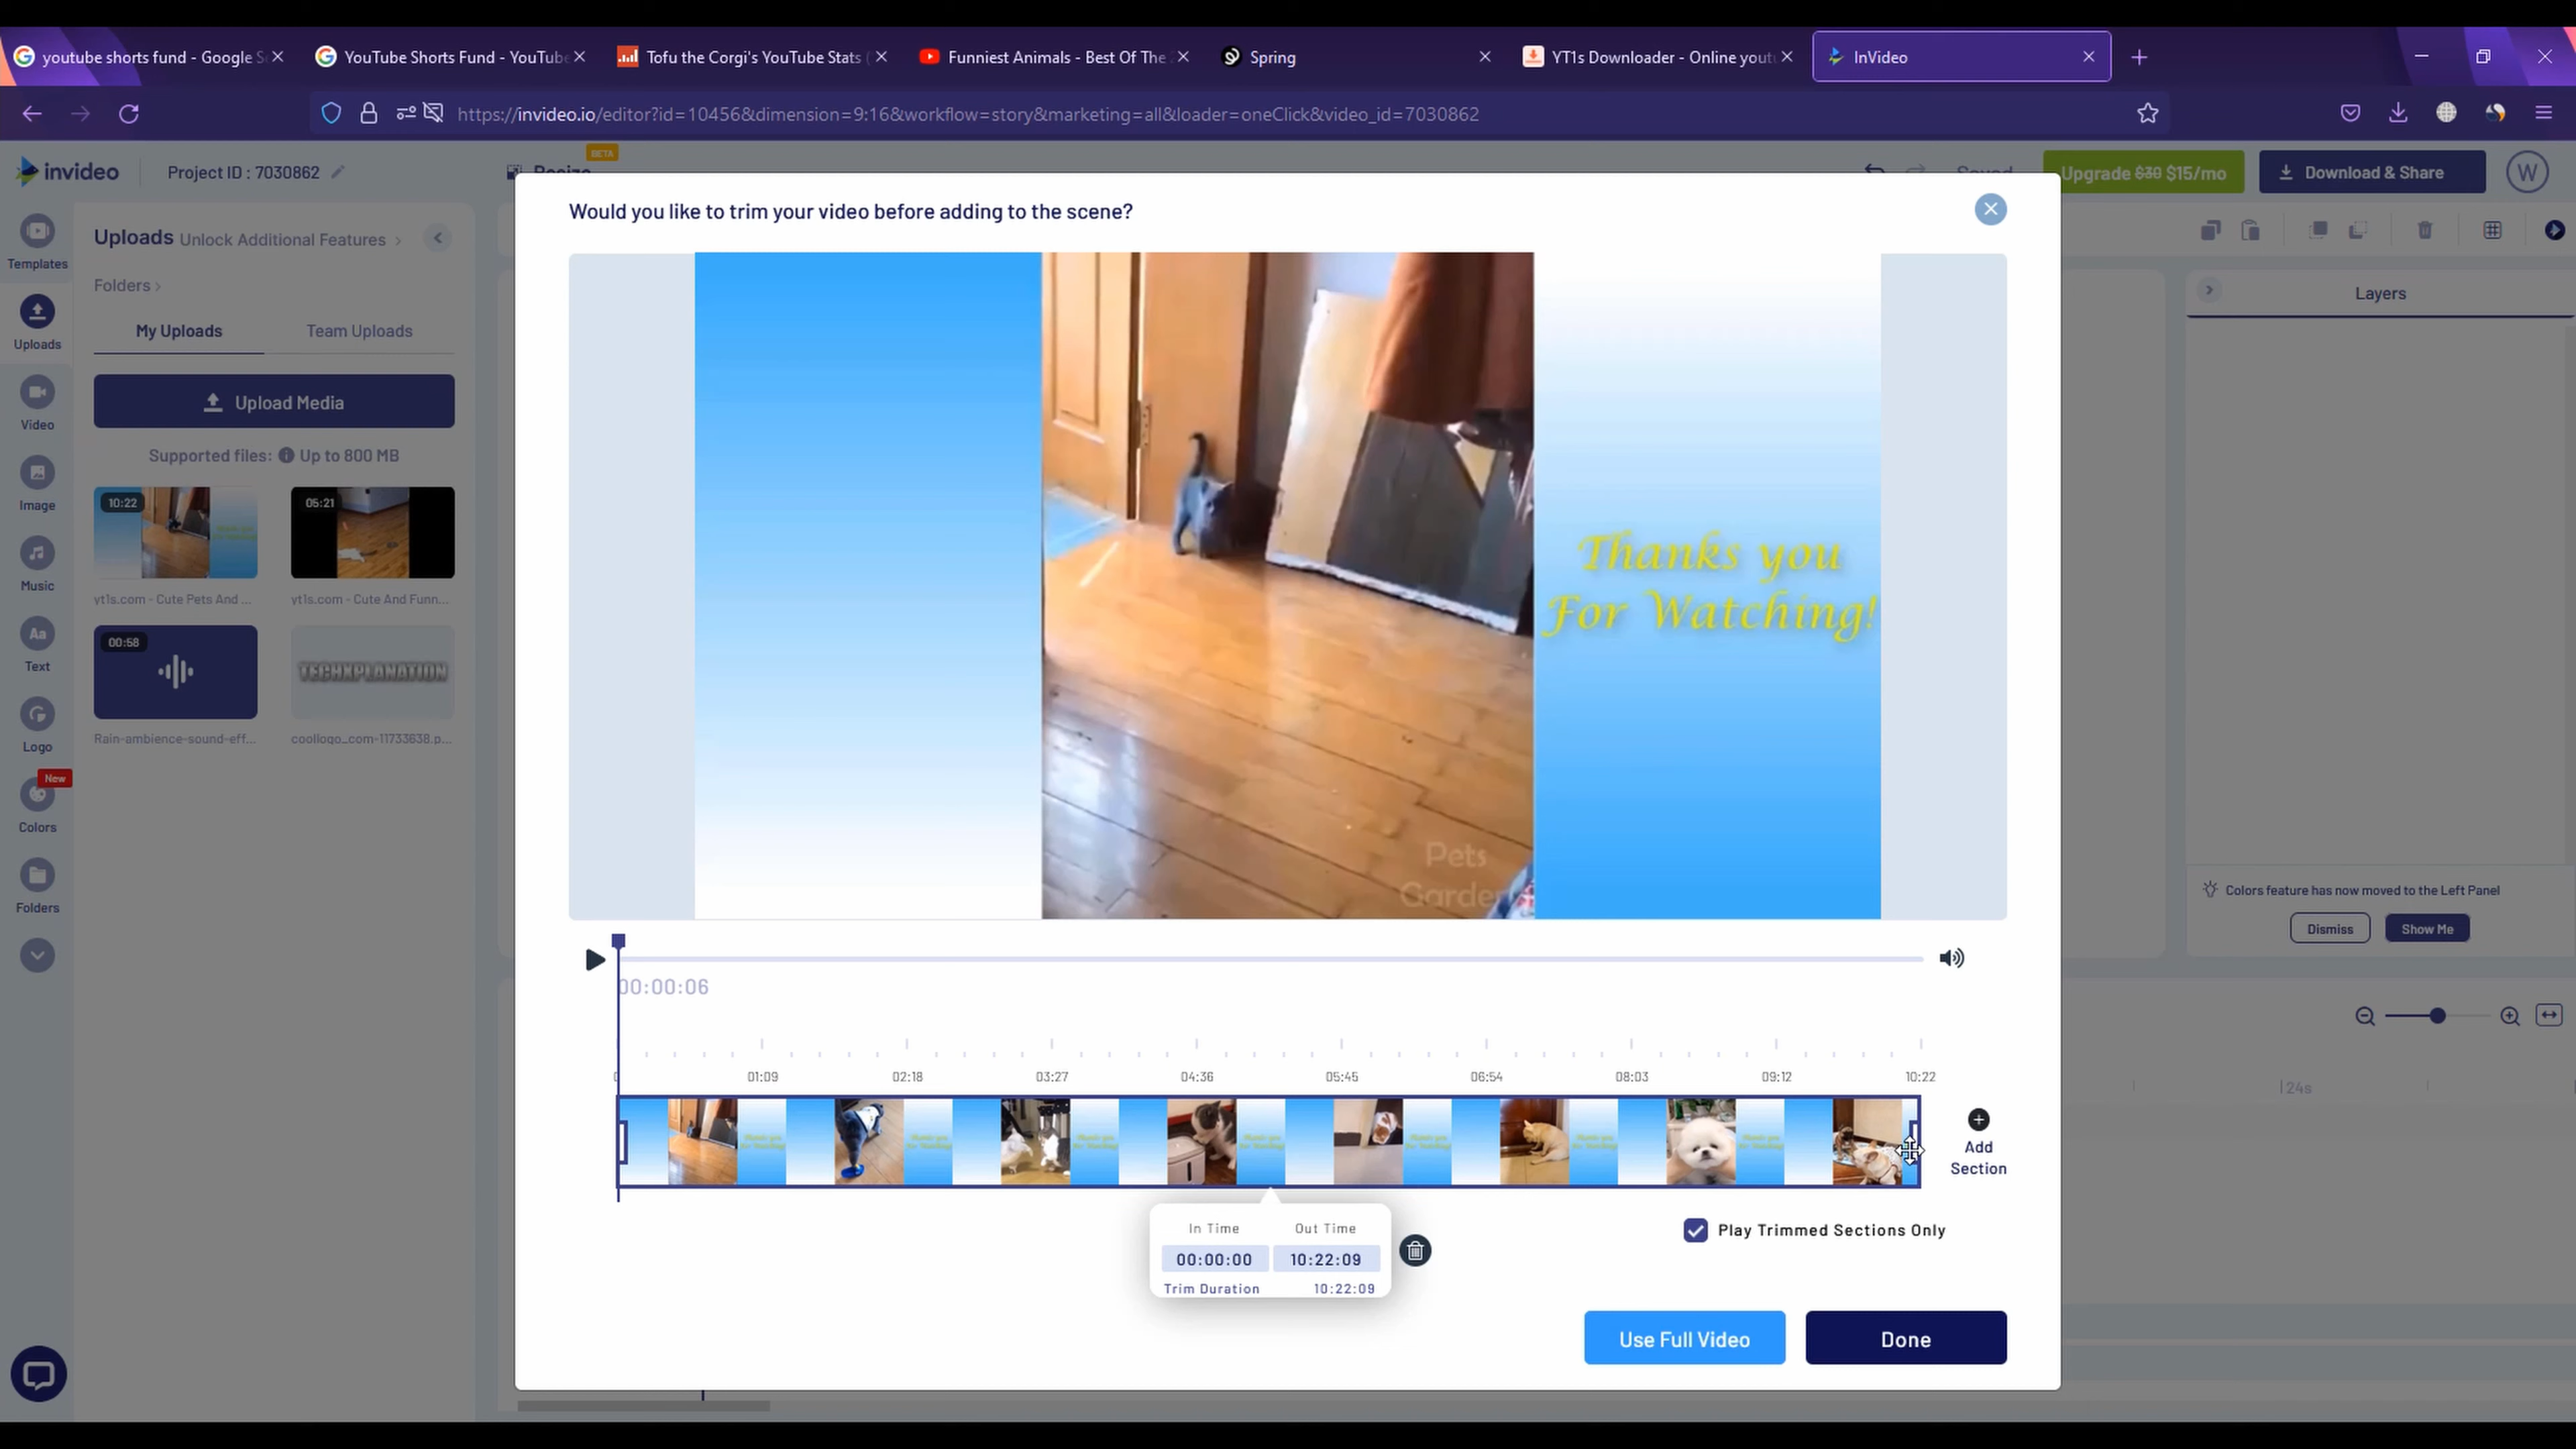 youtube shorts fund - Google S
YouTube Shorts Fund - YouTube
Tofu the Corgi's YouTube Stats (
Funniest Animals - Best Of The 2
Spring
YT1s Downloader - Online yout
InVideo
https://invideo.io/editor?id=10456&dimension=9:16&workflow=story&marketing=all&loader=oneClick&video_id=7030862
invideo
Project ID : 7030862
BETA
Resize
Saved
Upgrade $30 $15/mo
Download & Share
W
Would you like to trim your video before adding to the scene?
Templates
Uploads
Video
Image
Music
Text
Logo
New
Colors
Folders
Uploads Unlock Additional Features >
Folders >
My Uploads
Team Uploads
Upload Media
Supported files: Up to 800 MB
10:22
05:21
yt1s.com - Cute Pets And ...
yt1s.com - Cute And Funn...
00:58
TECHXPLANATION
Rain-ambience-sound-eff...
coollogo_com-11733638.p...
Thanks you
For Watching!
Pets
Garden
00:00:06
01:09
02:18
03:27
04:36
05:45
06:54
08:03
09:12
10:22
Add
Section
In Time
Out Time
00:00:00
10:22:09
Trim Duration
10:22:09
Play Trimmed Sections Only
Use Full Video
Done
Layers
Colors feature has now moved to the Left Panel
Dismiss
Show Me
24s